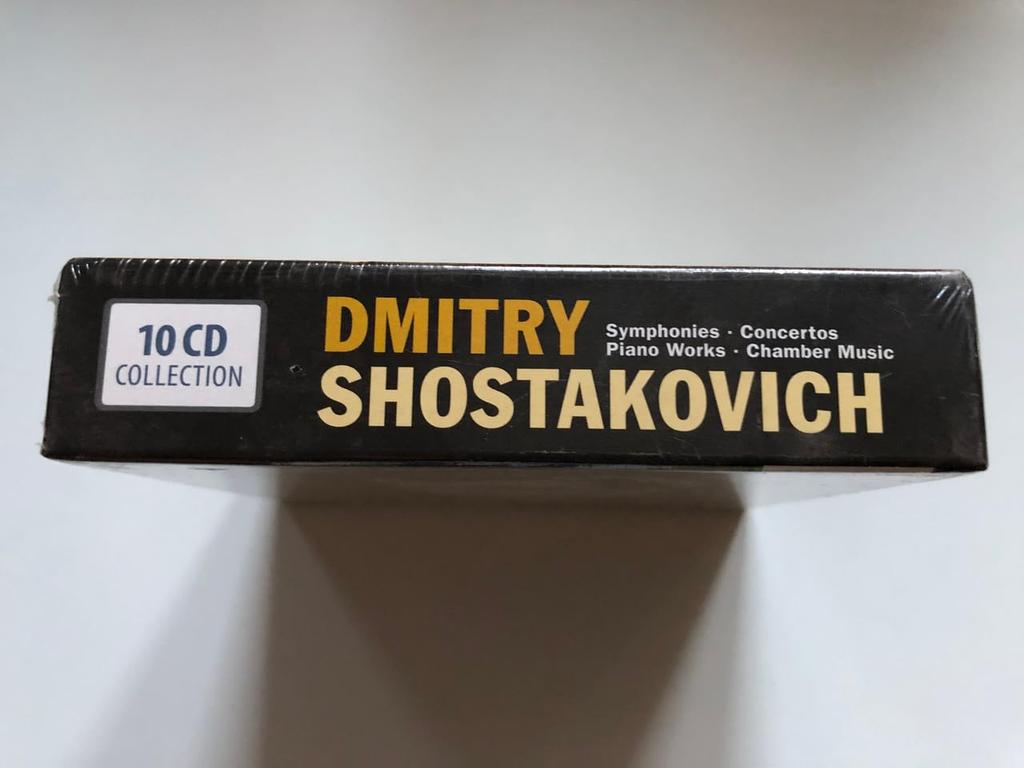 10 CD
COLLECTION
DMITRY
Symphonies · Concertos
Piano Works · Chamber Music
SHOSTAKOVICH